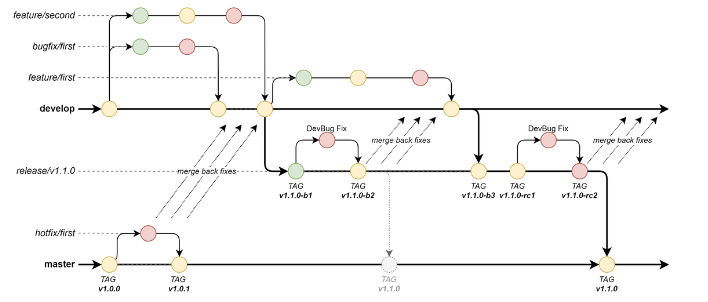 feature/second
bugfix/first
feature/first
develop
DevBug Fix
merge back fixes
DevBug Fix
merge back fixes
release/v1.1.0
merge back fixes
TAG
v1.1.0-b1
TAG
v1.1.0-b2
TAG
v1.1.0-b3
TAG
v1.1.0-rc1
TAG
v1.1.0-rc2
hotfix/first
master
TAG
v1.0.0
TAG
v1.0.1
TAG
v1.1.0
TAG
v1.1.0